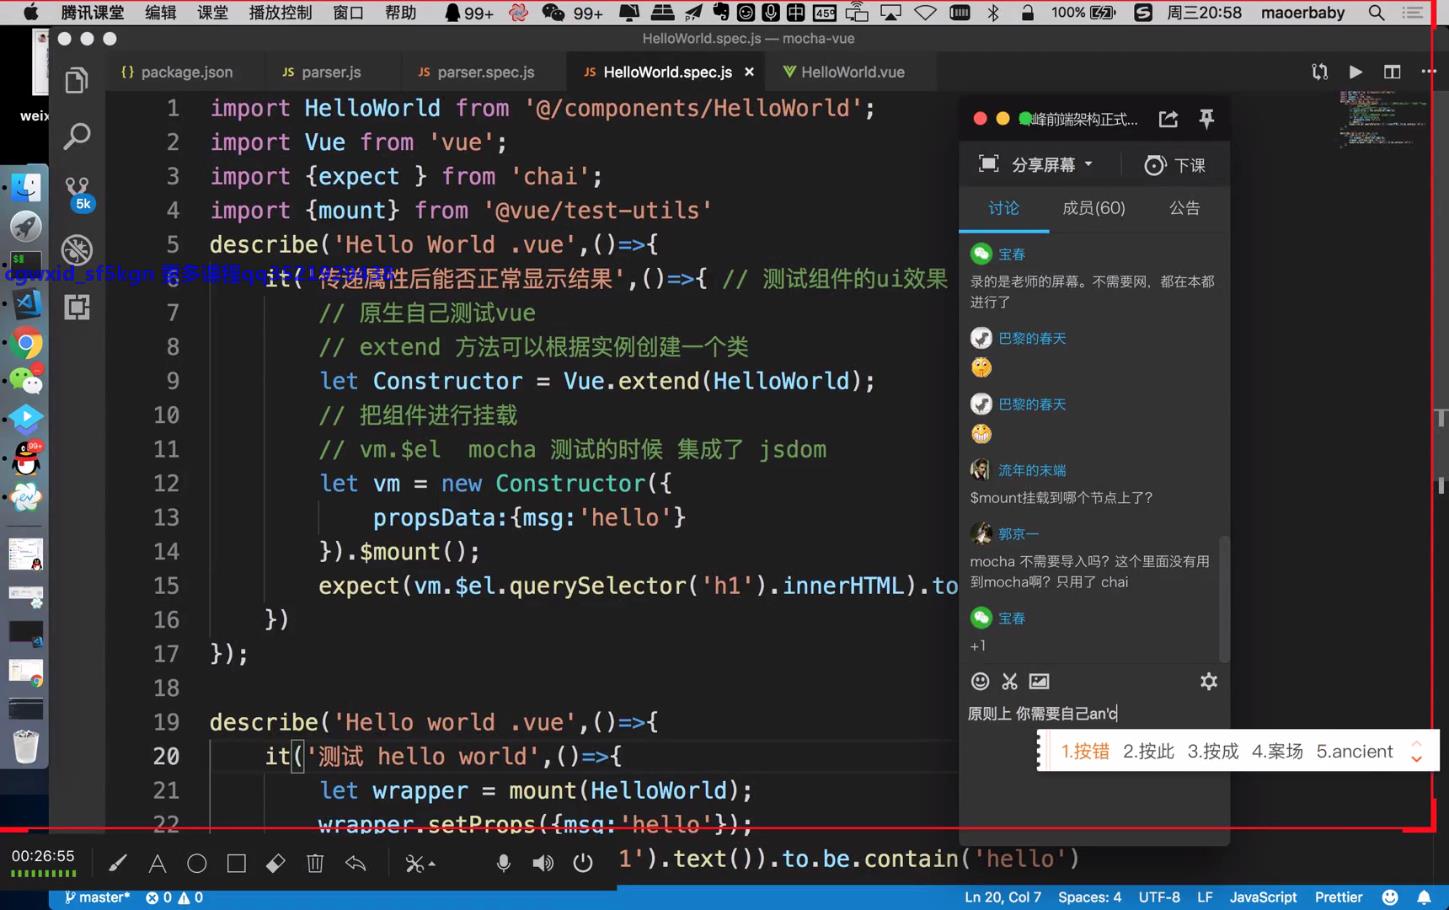 腾讯课堂 编辑 课堂 播放控制 窗口 帮助 99+ 99+ 45° 100% 周三20:58 maoerbaby
HelloWorld.spec.js — mocha-vue
package.json parser.js parser.spec.js HelloWorld.spec.js HelloWorld.vue
weix
5k
1 import HelloWorld from '@/components/HelloWorld';
2 import Vue from 'vue';
3 import {expect } from 'chai';
4 import {mount} from '@vue/test-utils'
5 describe('Hello World .vue',()=>{
6 it('传递属性后能否正常显示结果',()=>{ // 测试组件的ui效果
7 // 原生自己测试vue
8 // extend 方法可以根据实例创建一个类
9 let Constructor = Vue.extend(HelloWorld);
10 // 把组件进行挂载
11 // vm.$el mocha 测试的时候 集成了 jsdom
12 let vm = new Constructor({
13 propsData:{msg:'hello'}
14 }).$mount();
15 expect(vm.$el.querySelector('h1').innerHTML).to
16 })
17 });
18
19 describe('Hello world .vue',()=>{
20 it('测试 hello world',()=>{
21 let wrapper = mount(HelloWorld);
22 wrapper.setProps({msg:'hello'});
1').text()).to.be.contain('hello')
峰前端架构正式...
分享屏幕 下课
讨论 成员(60) 公告
宝春
录的是老师的屏幕。不需要网，都在本都
进行了
巴黎的春天
巴黎的春天
流年的末端
$mount挂载到哪个节点上了？
郭京一
mocha 不需要导入吗？这个里面没有用
到mocha啊？只用了 chai
宝春
+1
原则上 你需要自己an'c
1.按错 2.按此 3.按成 4.案场 5.ancient
00:26:55
master* 0 0 Ln 20, Col 7 Spaces: 4 UTF-8 LF JavaScript Prettier